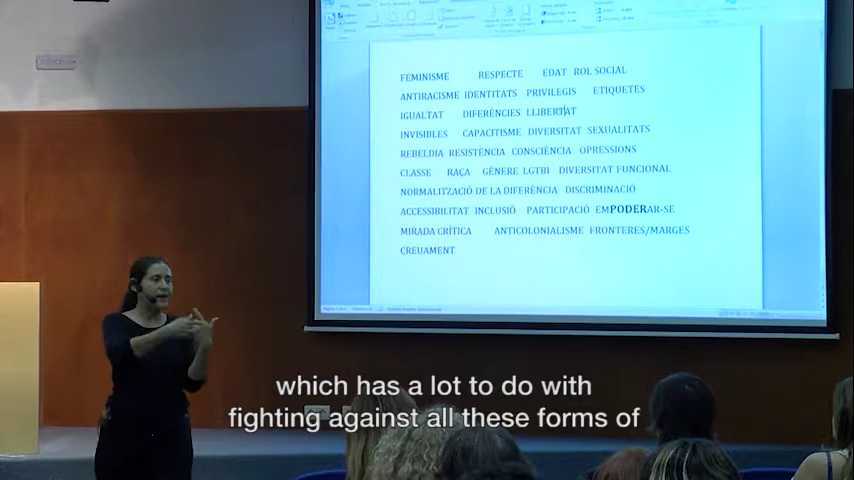 FEMINISME RESPECTE EDAT ROL SOCIAL
ANTIRACISME IDENTITATS PRIVILEGIS ETIQUETES
IGUALTAT DIFERÈNCIES LLIBERTAT
INVISIBLES CAPACITISME DIVERSITAT SEXUALITATS
REBELDIA RESISTÈNCIA CONSCIÈNCIA OPRESSIONS
CLASSE RAÇA GÈNERE LGTBI DIVERSITAT FUNCIONAL
NORMALITZACIÓ DE LA DIFERÈNCIA DISCRIMINACIÓ
ACCESSIBILITAT INCLUSIÓ PARTICIPACIÓ EMPODERAR-SE
MIRADA CRÍTICA ANTICOLONIALISME FRONTERES/MARGES
CREUAMENT
which has a lot to do with
fighting against all these forms of